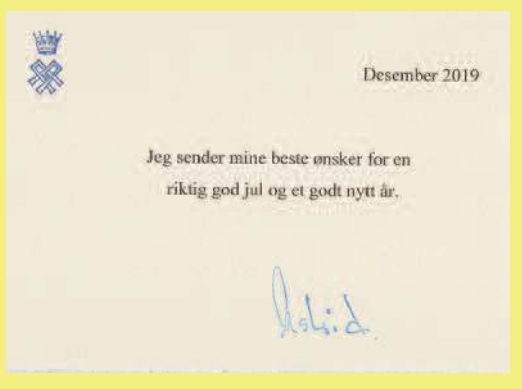 Desember 2019
Jeg sender mine beste ønsker for en
riktig god jul og et godt nytt år.
Astrid